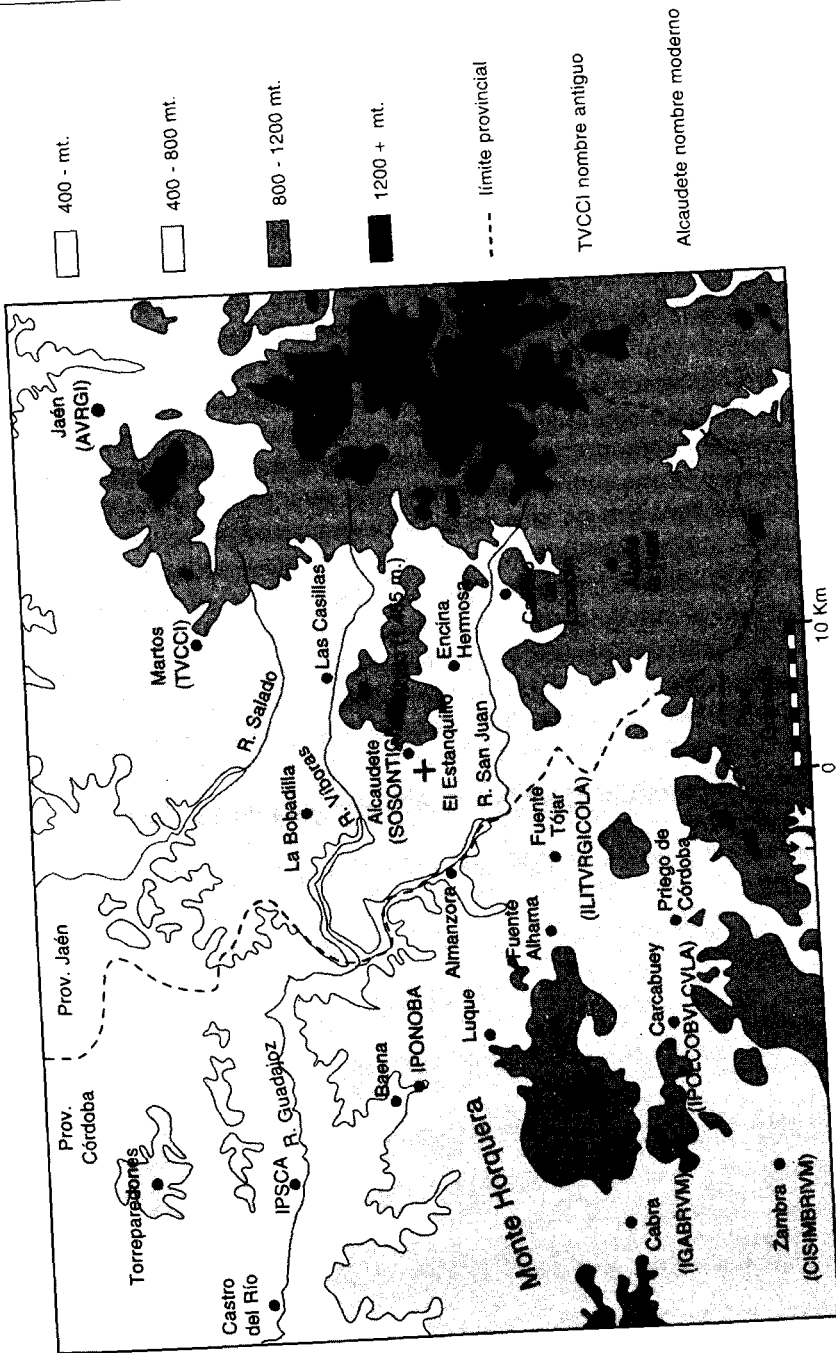 Prov.
Córdoba
Prov. Jaén
Jaén
(AVRGI)
Torreparedones
Martos
(TVCCI)
R. Salado
Castro
del Río
IPSCA
R. Guadajoz
La Bobadilla
Las Casillas
R. Víboras
Baena
IPONOBA
Alcaudete
El Estanquillo
Encina
Hermosa
R. San Juan
Almanzora
Luque
Fuente
Alhama
Fuente
Tójar
(ILITVRGICOLA)
Monte Horquera
Cabra
(IGABRVM)
Carcabuey
Priego de
Córdoba
Zambra
(CISIMBRIVM)
0
10 Km
400 - mt.
400 - 800 mt.
800 - 1200 mt.
1200 + mt.
límite provincial
TVCCI nombre antiguo
Alcaudete nombre moderno